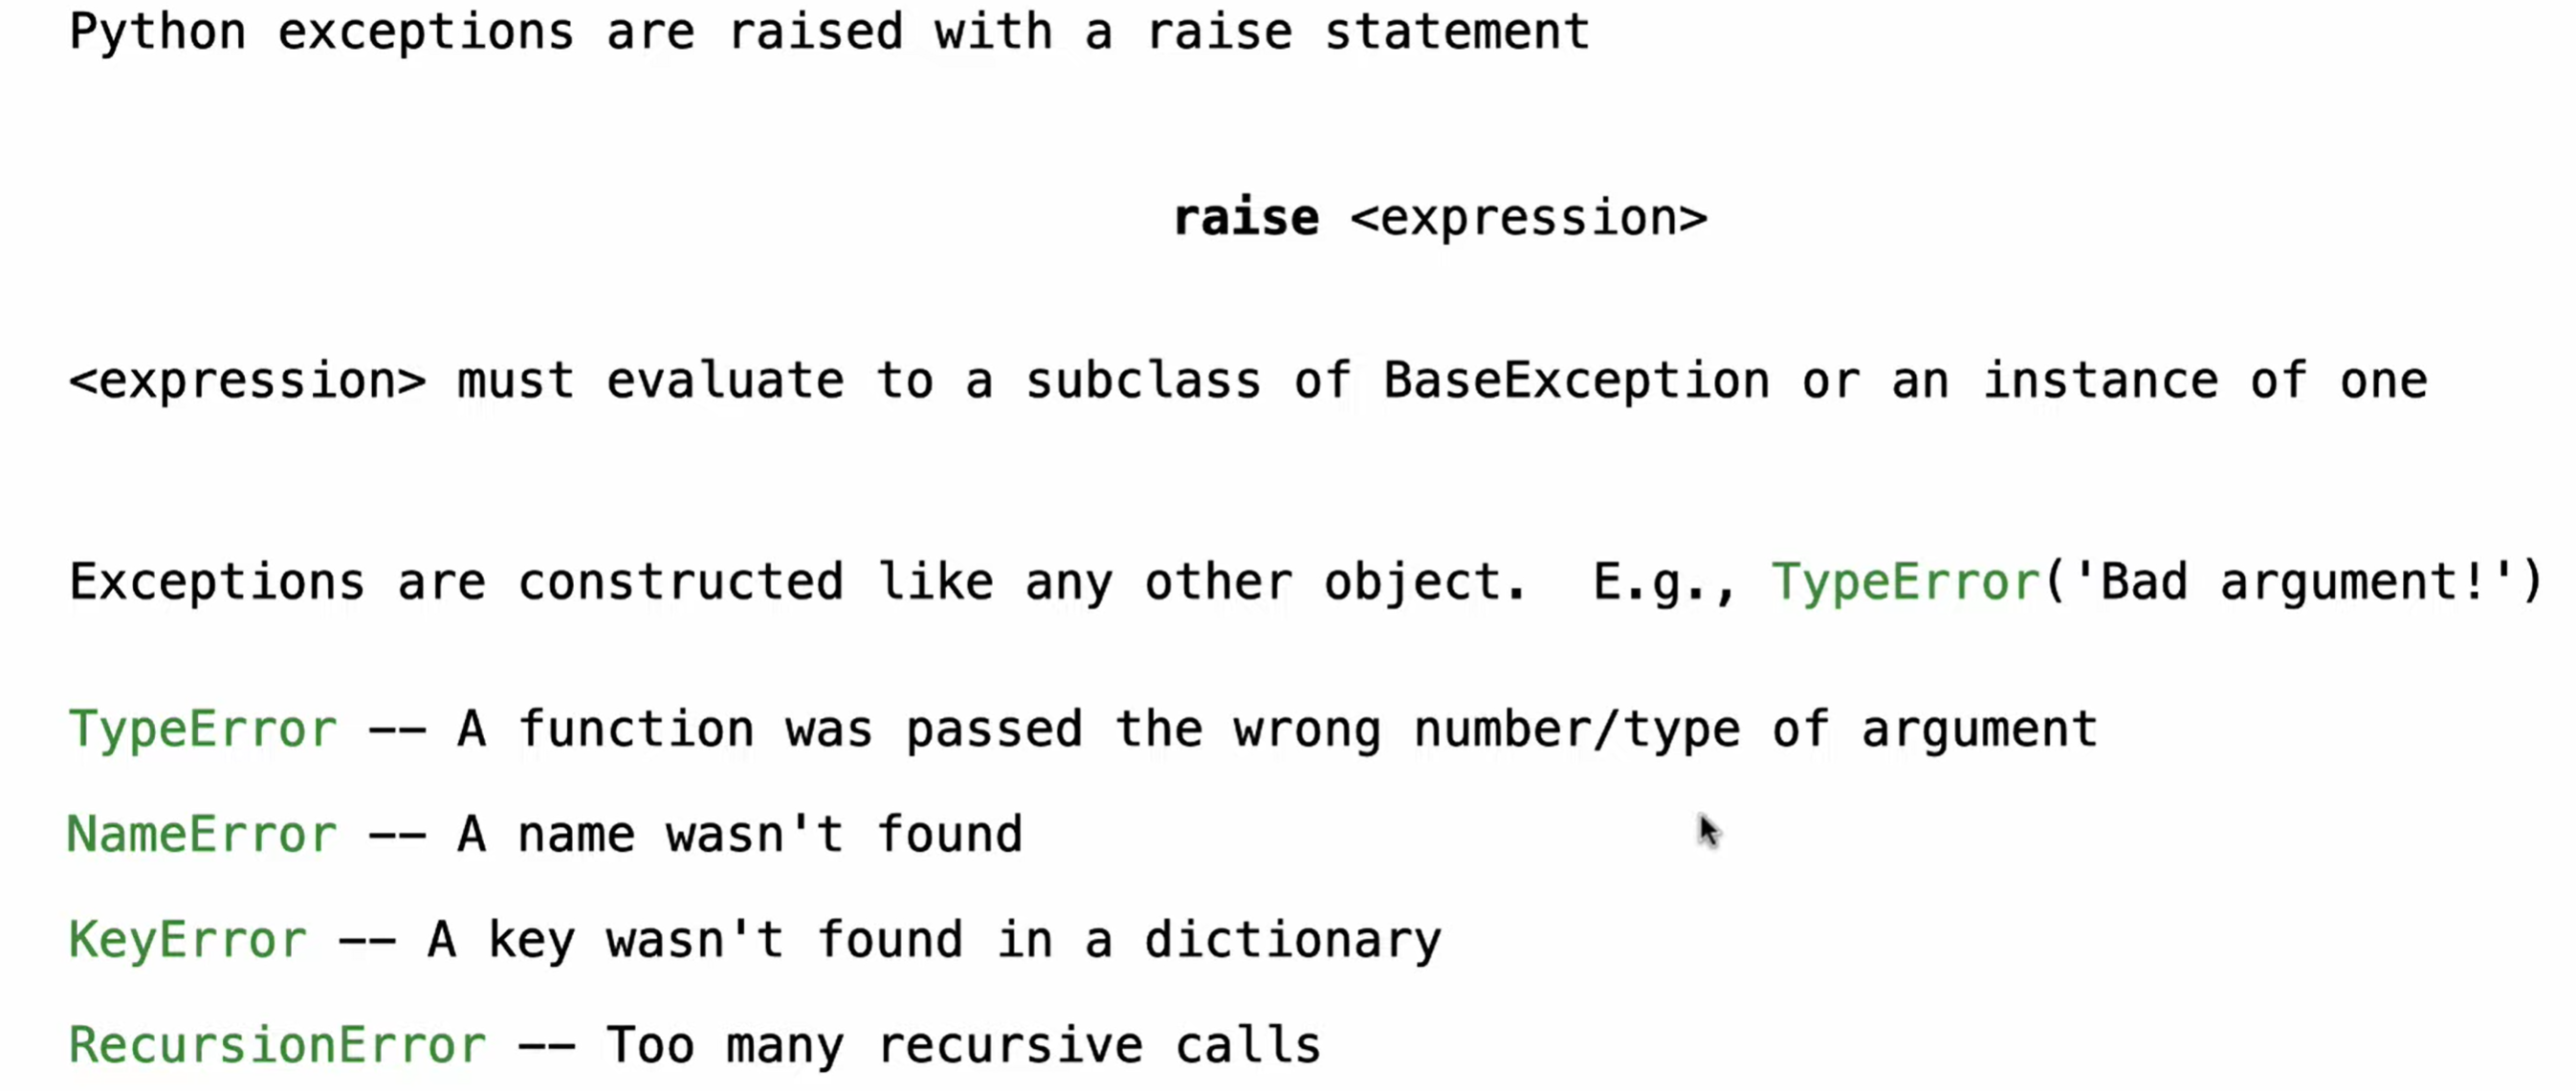 Python exceptions are raised with a raise statement
raise <expression>
<expression> must evaluate to a subclass of BaseException or an instance of one
Exceptions are constructed like any other object.  E.g., TypeError('Bad argument!')
TypeError -- A function was passed the wrong number/type of argument
NameError -- A name wasn't found
KeyError -- A key wasn't found in a dictionary
RecursionError -- Too many recursive calls